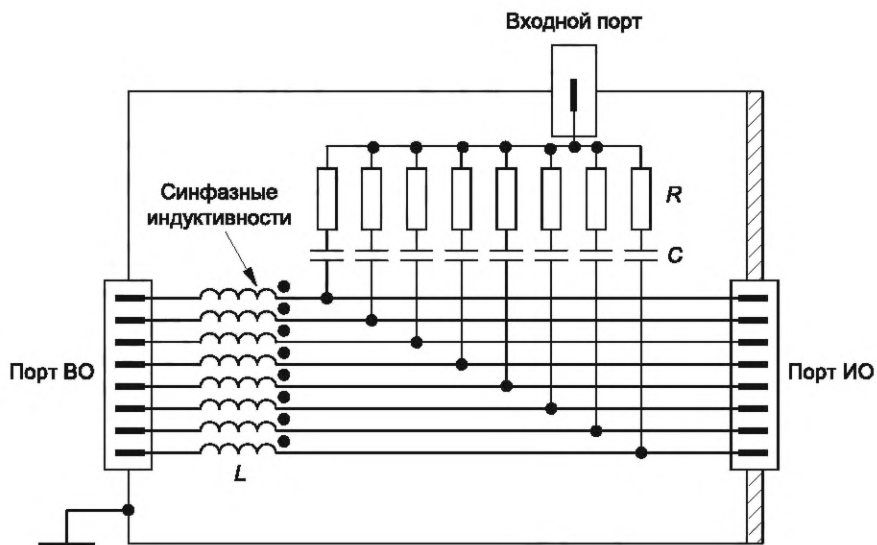 Входной порт
Синфазные
индуктивности
R
C
Порт ВО
Порт ИО
L